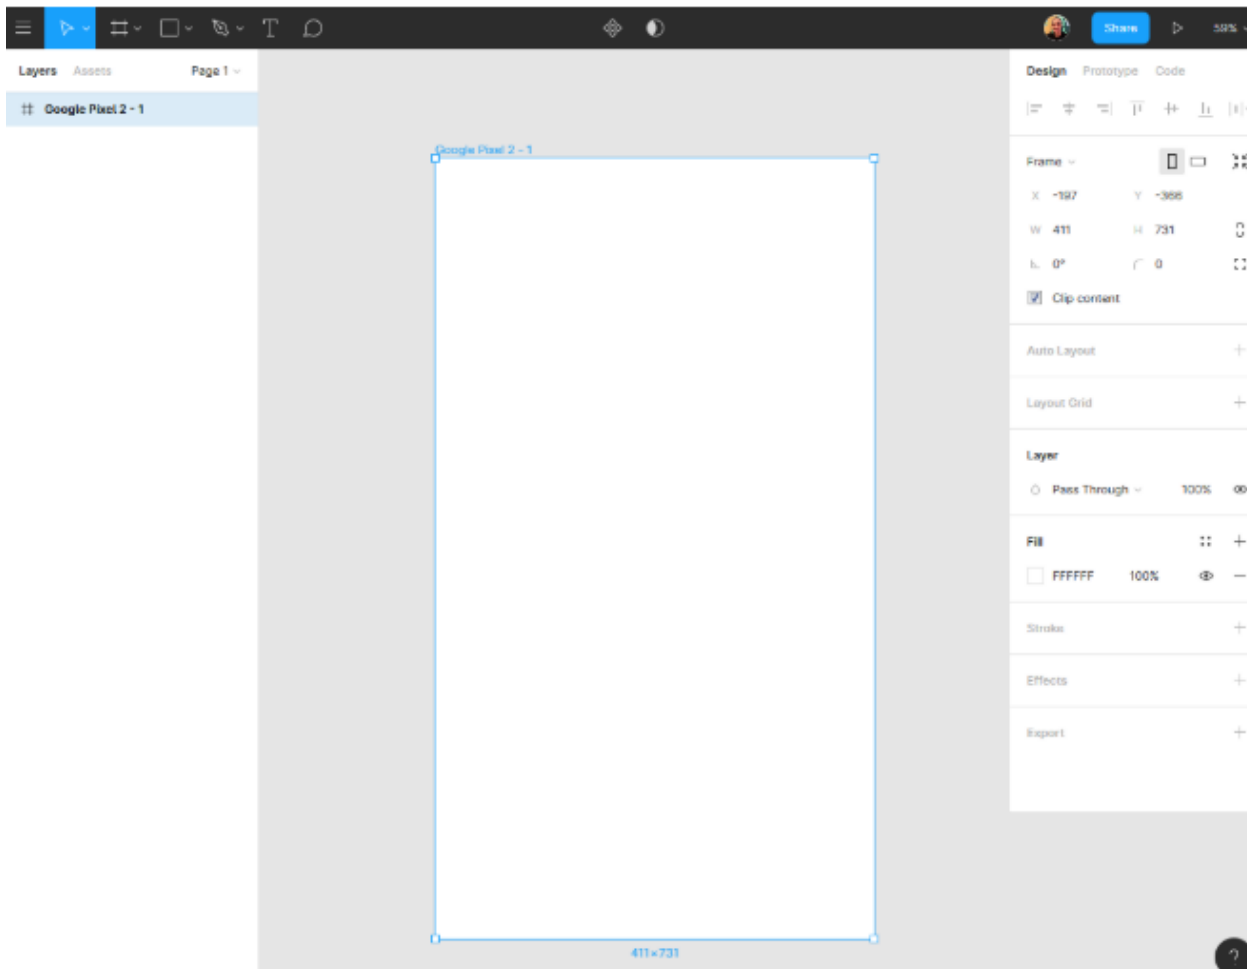 Share 59%
Layers Assets Page 1
Google Pixel 2 - 1
Google Pixel 2 - 1
411×731
Design Prototype Code
Frame
X -197 Y -366
W 411 H 731
0° 0
Clip content
Auto Layout
Layout Grid
Layer
Pass Through 100%
Fill
FFFFFF 100%
Stroke
Effects
Export
?